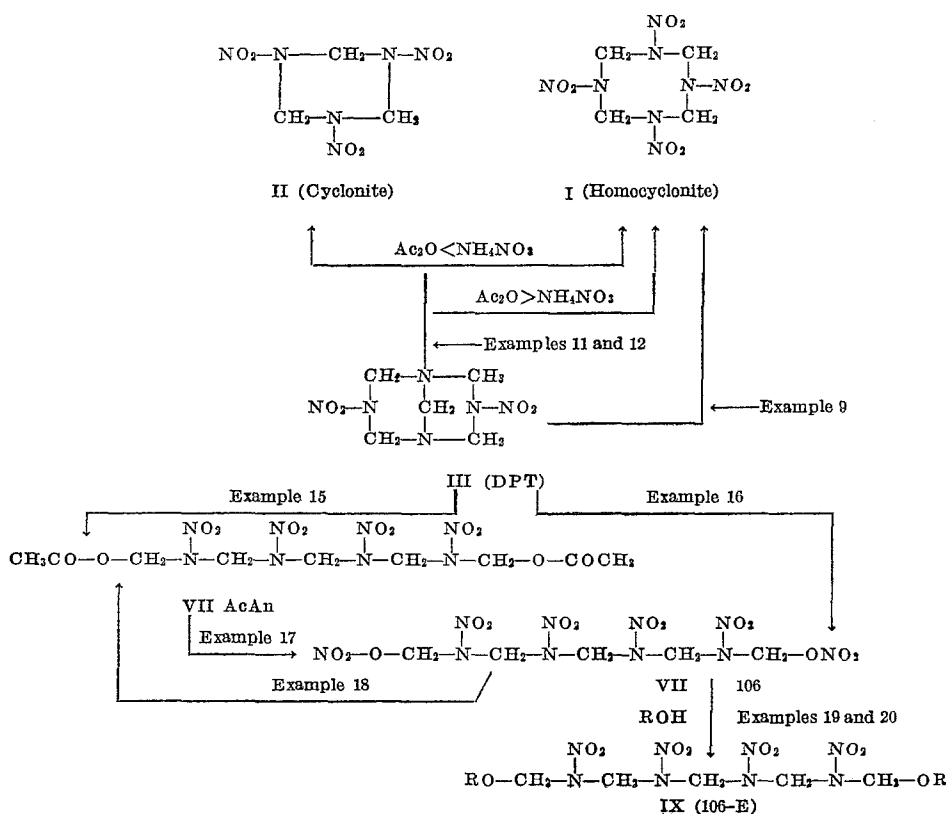 NO₂ NO₂—N——CH₂—N—NO₂
CH₂—N——CH₂
NO₂—N N—NO₂
CH₂ N CH₃
CH₂—N——CH₂
NO₂ NO₂
II (Cyclonite) I (Homocyclonite)
Ac₂O<NH₄NO₃
Ac₂O>NH₄NO₃
Examples 11 and 12
CH₂—N——CH₃
NO₂—N CH₂ N—NO₂
Example 9
CH₂—N——CH₂
III (DPT)
Example 15 Example 16
NO₂ NO₂ NO₂ NO₂
CH₃CO—O—CH₂—N—CH₂—N—CH₂—N—CH₂—N—CH₂—O—COCH₃
VII AcAn
NO₂ NO₂ NO₂ NO₂
Example 17
NO₂—O—CH₂—N—CH₂—N—CH₂—N—CH₂—N—CH₂—ONO₂
Example 18
VII 106
ROH Examples 19 and 20
NO₂ NO₂ NO₂ NO₂
RO—CH₂—N—CH₂—N—CH₂—N—CH₂—N—CH₂—OR
IX (106-E)